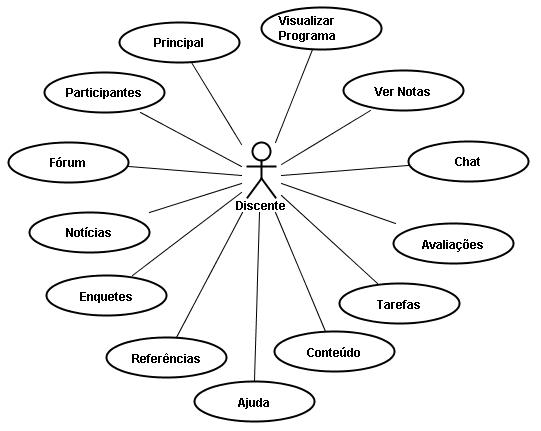 Visualizar
Programa
Principal
Participantes
Ver Notas
Fórum
Chat
Discente
Notícias
Avaliações
Enquetes
Tarefas
Referências
Conteúdo
Ajuda